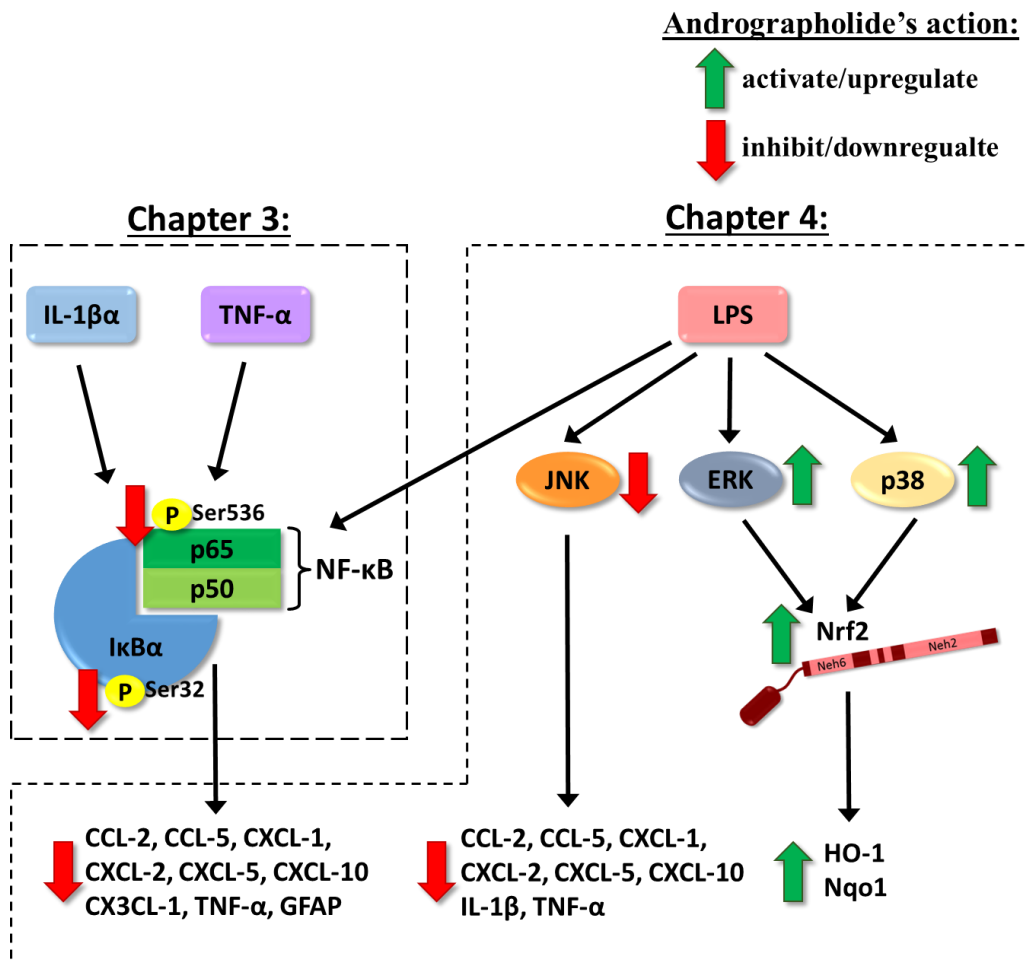 Andrographolide's action:
activate/upregulate
inhibit/downregualte
Chapter 3:
Chapter 4:
IL-1βα
TNF-α
LPS
JNK
ERK
p38
P
Ser536
p65
p50
NF-κB
IκBα
P
Ser32
Nrf2
Neh6
Neh2
CCL-2, CCL-5, CXCL-1,
CXCL-2, CXCL-5, CXCL-10
CX3CL-1, TNF-α, GFAP
CCL-2, CCL-5, CXCL-1,
CXCL-2, CXCL-5, CXCL-10
IL-1β, TNF-α
HO-1
Nqo1